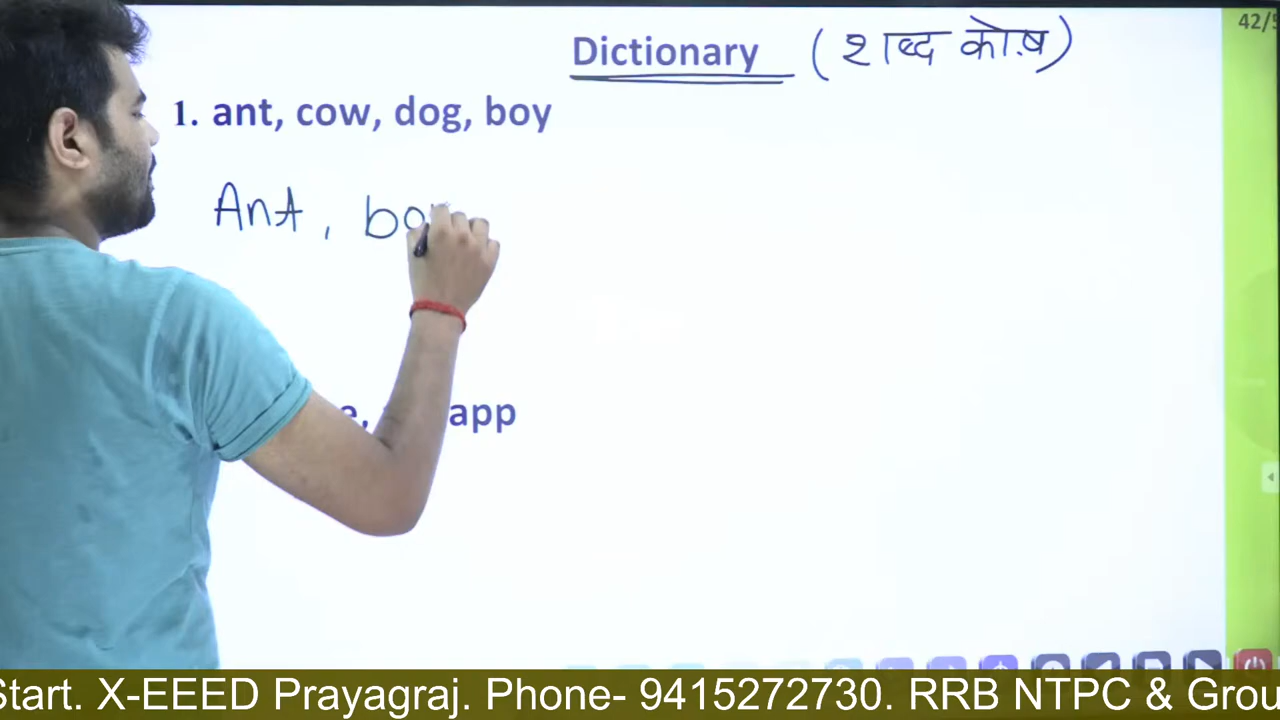 42/
Dictionary (शब्द कोष)
1. ant, cow, dog, boy
Ant, bo
app
Start. X-EEED Prayagraj. Phone- 9415272730. RRB NTPC & Grou